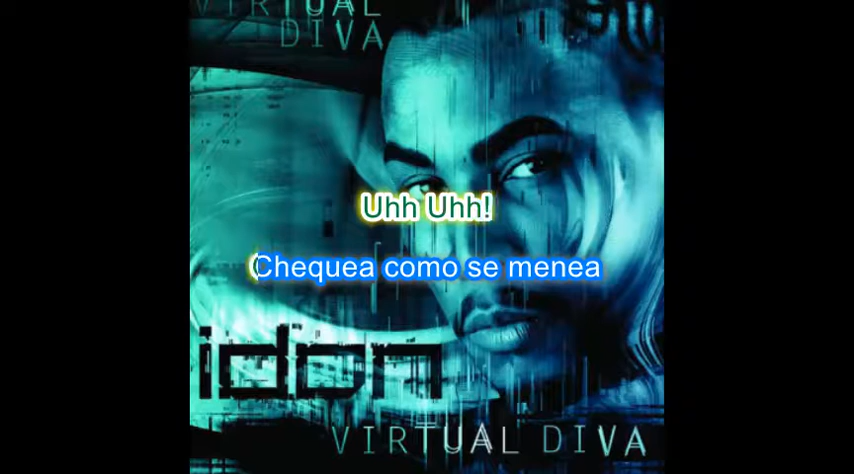 VIRTUAL
DIVA
Uhh Uhh!
Chequea como se menea
idon
VIRTUAL DIVA